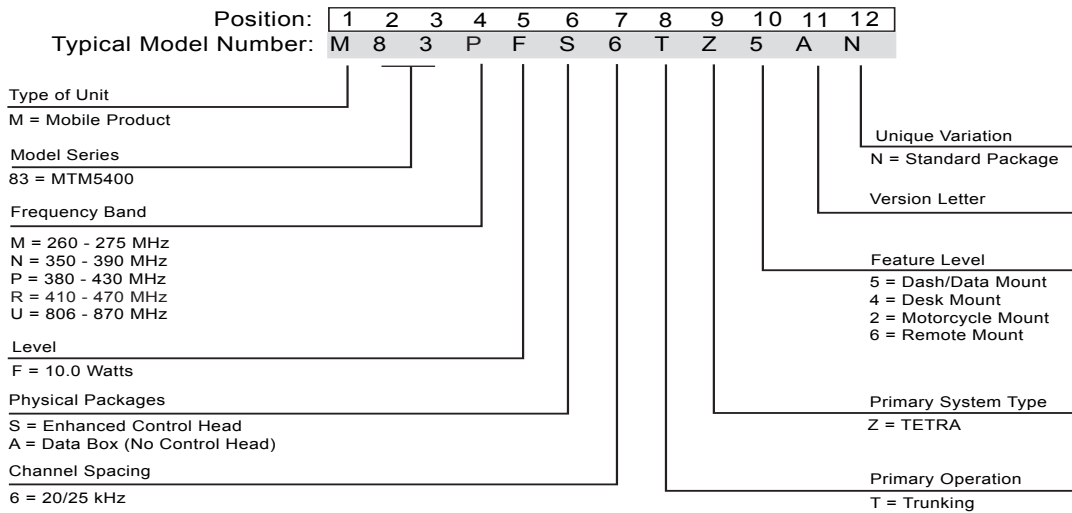 Position: 1 2 3 4 5 6 7 8 9 10 11 12
Typical Model Number: M 8 3 P F S 6 T Z 5 A N
Type of Unit
M = Mobile Product
Model Series
83 = MTM5400
Frequency Band
M = 260 - 275 MHz
N = 350 - 390 MHz
P = 380 - 430 MHz
R = 410 - 470 MHz
U = 806 - 870 MHz
Level
F = 10.0 Watts
Physical Packages
S = Enhanced Control Head
A = Data Box (No Control Head)
Channel Spacing
6 = 20/25 kHz
Unique Variation
N = Standard Package
Version Letter
Feature Level
5 = Dash/Data Mount
4 = Desk Mount
2 = Motorcycle Mount
6 = Remote Mount
Primary System Type
Z = TETRA
Primary Operation
T = Trunking